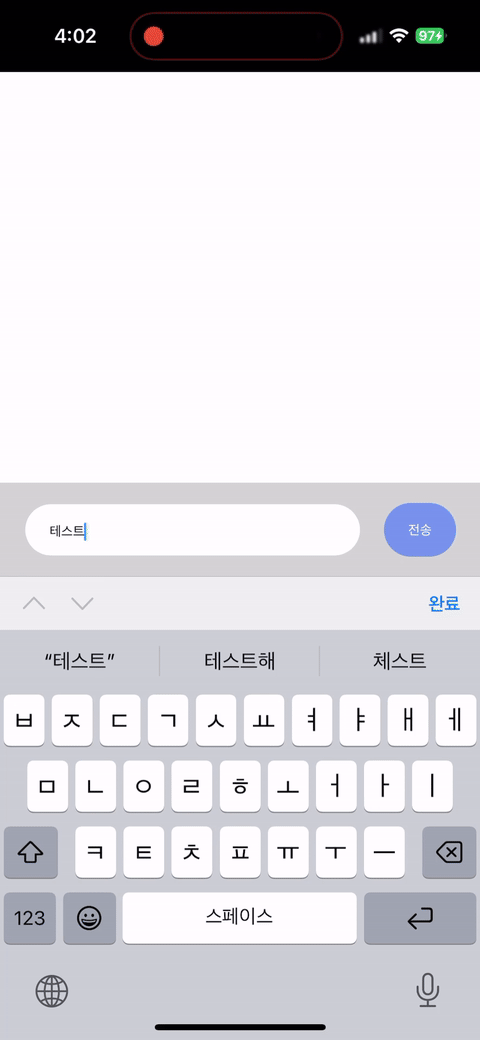 4:02
97
테스트
전송
완료
“테스트”
테스트해
체스트
ㅂ ㅈ ㄷ ㄱ ㅅ ㅛ ㅕ ㅑ ㅐ ㅔ
ㅁ ㄴ ㅇ ㄹ ㅎ ㅗ ㅓ ㅏ ㅣ
ㅋ ㅌ ㅊ ㅍ ㅠ ㅜ ㅡ
123
스페이스